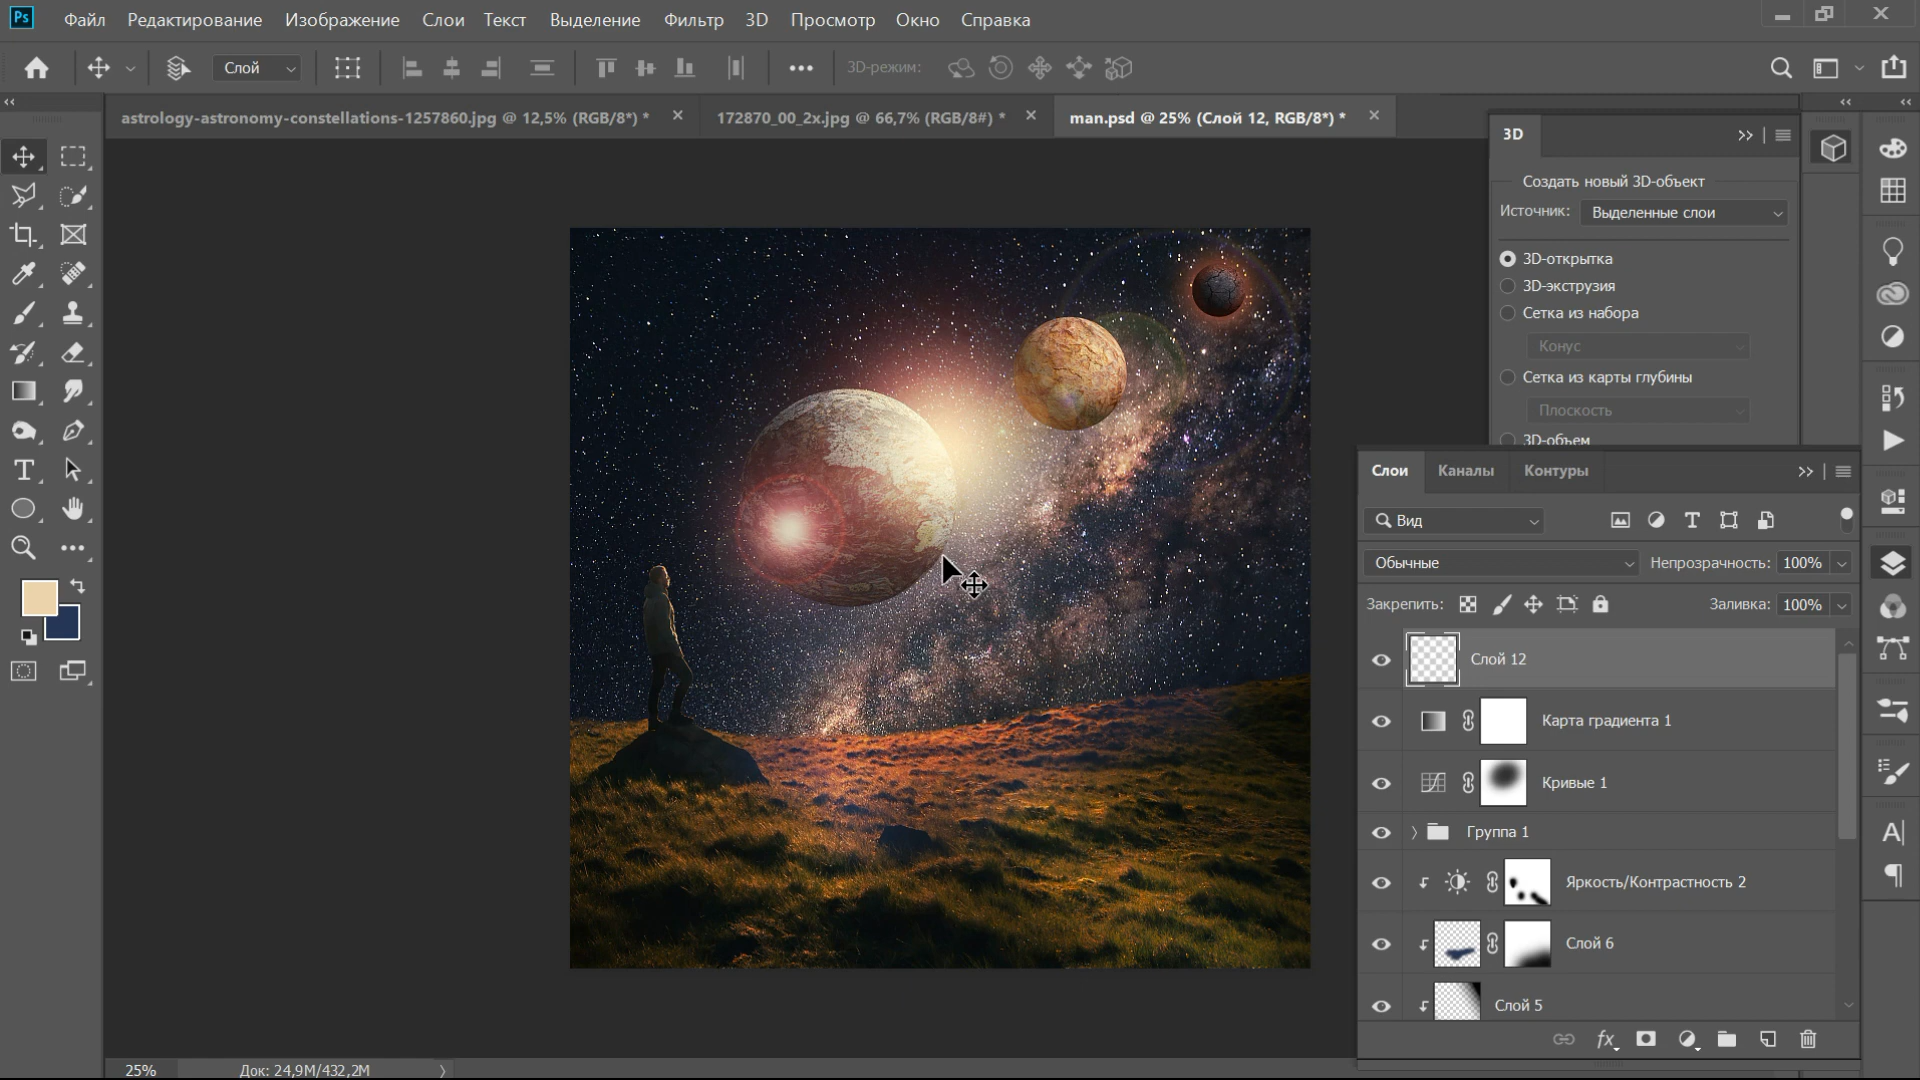 Ps Файл Редактирование Изображение Слои Текст Выделение Фильтр 3D Просмотр Окно Справка
Слой 3D-режим:
astrology-astronomy-constellations-1257860.jpg @ 12,5% (RGB/8*) * 172870_00_2x.jpg @ 66,7% (RGB/8#) * man.psd @ 25% (Слой 12, RGB/8*) *
3D
Создать новый 3D-объект
Источник: Выделенные слои
3D-открытка
3D-экструзия
Сетка из набора
Конус
Сетка из карты глубины
Плоскость
3D-объем
Слои Каналы Контуры
Вид
Обычные Непрозрачность: 100%
Закрепить: Заливка: 100%
Слой 12
Карта градиента 1
Кривые 1
Группа 1
Яркость/Контрастность 2
Слой 6
Слой 5
fx
25% Док: 24,9M/432,2M